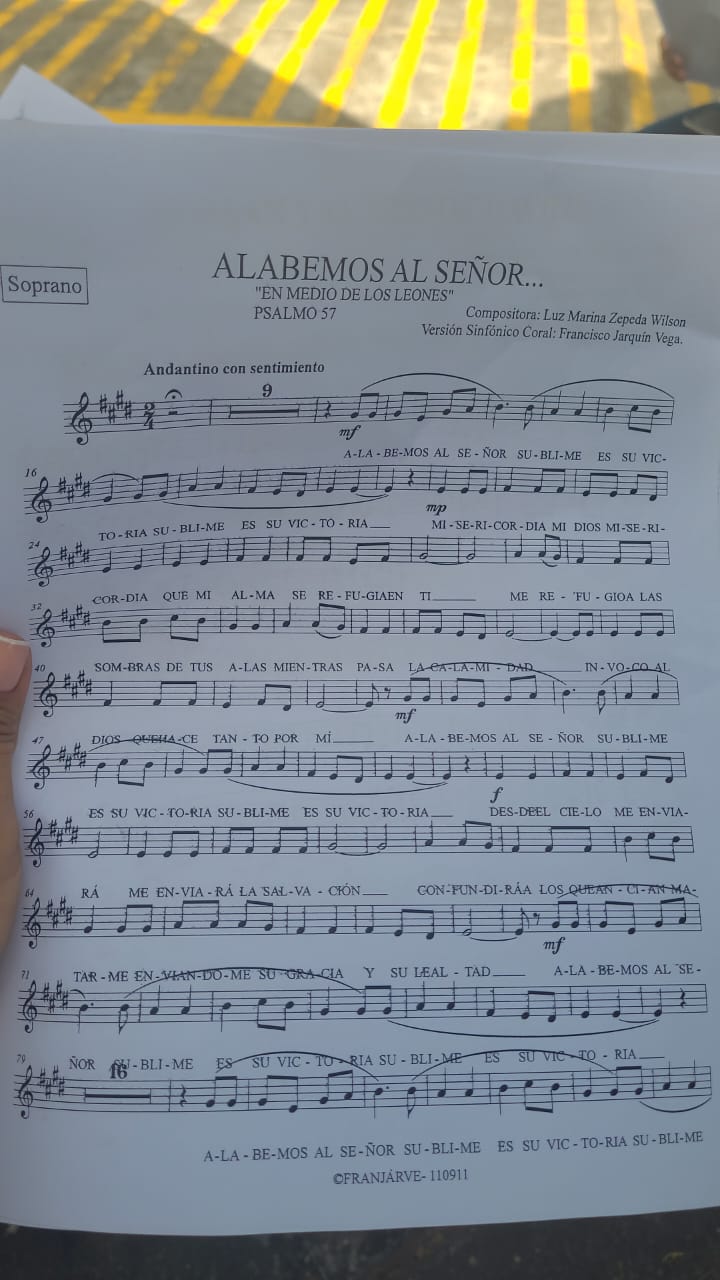 Soprano
ALABEMOS AL SEÑOR...
"EN MEDIO DE LOS LEONES"
PSALMO 57
Compositora: Luz Marina Zepeda Wilson
Versión Sinfónico Coral: Francisco Jarquín Vega.
Andantino con sentimiento
2/4
9
mf
A-LA - BE-MOS AL SE - ÑOR SU-BLI-ME ES SU VIC-
16
mp
TO-RIA SU-BLI-ME ES SU VIC-TO-RIA___ MI-SE-RI-COR-DIA MI DIOS MI-SE-RI-
24
COR-DIA QUE MI AL-MA SE RE-FU-GIAEN TI___ ME RE - FU - GIOA LAS
32
SOM-BRAS DE TUS A-LAS MIEN-TRAS PA-SA LA CA-LA-MI - DAD___ IN-VO-CO AL
40
mf
DIOS QUEHA-CE TAN - TO POR MÍ___ A-LA - BE-MOS AL SE - ÑOR SU-BLI-ME
47
f
ES SU VIC-TO-RIA SU-BLI-ME ES SU VIC-TO-RIA___ DES-DEEL CIE-LO ME EN-VIA-
56
RÁ ME EN-VIA-RÁ LA SAL-VA - CIÓN___ CON-FUN-DI-RÁA LOS QUEAN - CI-AN MA-
64
mf
TAR-ME EN-VIAN-DO-ME SU GRA-CIA Y SU LEAL - TAD___ A-LA - BE-MOS AL SE-
71
ÑOR SU-BLI-ME ES SU VIC - TO - RIA SU - BLI-ME ES SU VIC - TO - RIA___
79
16
A-LA - BE-MOS AL SE-ÑOR SU-BLI-ME ES SU VIC - TO-RIA SU-BLI-ME
©FRANJÁRVE- 110911